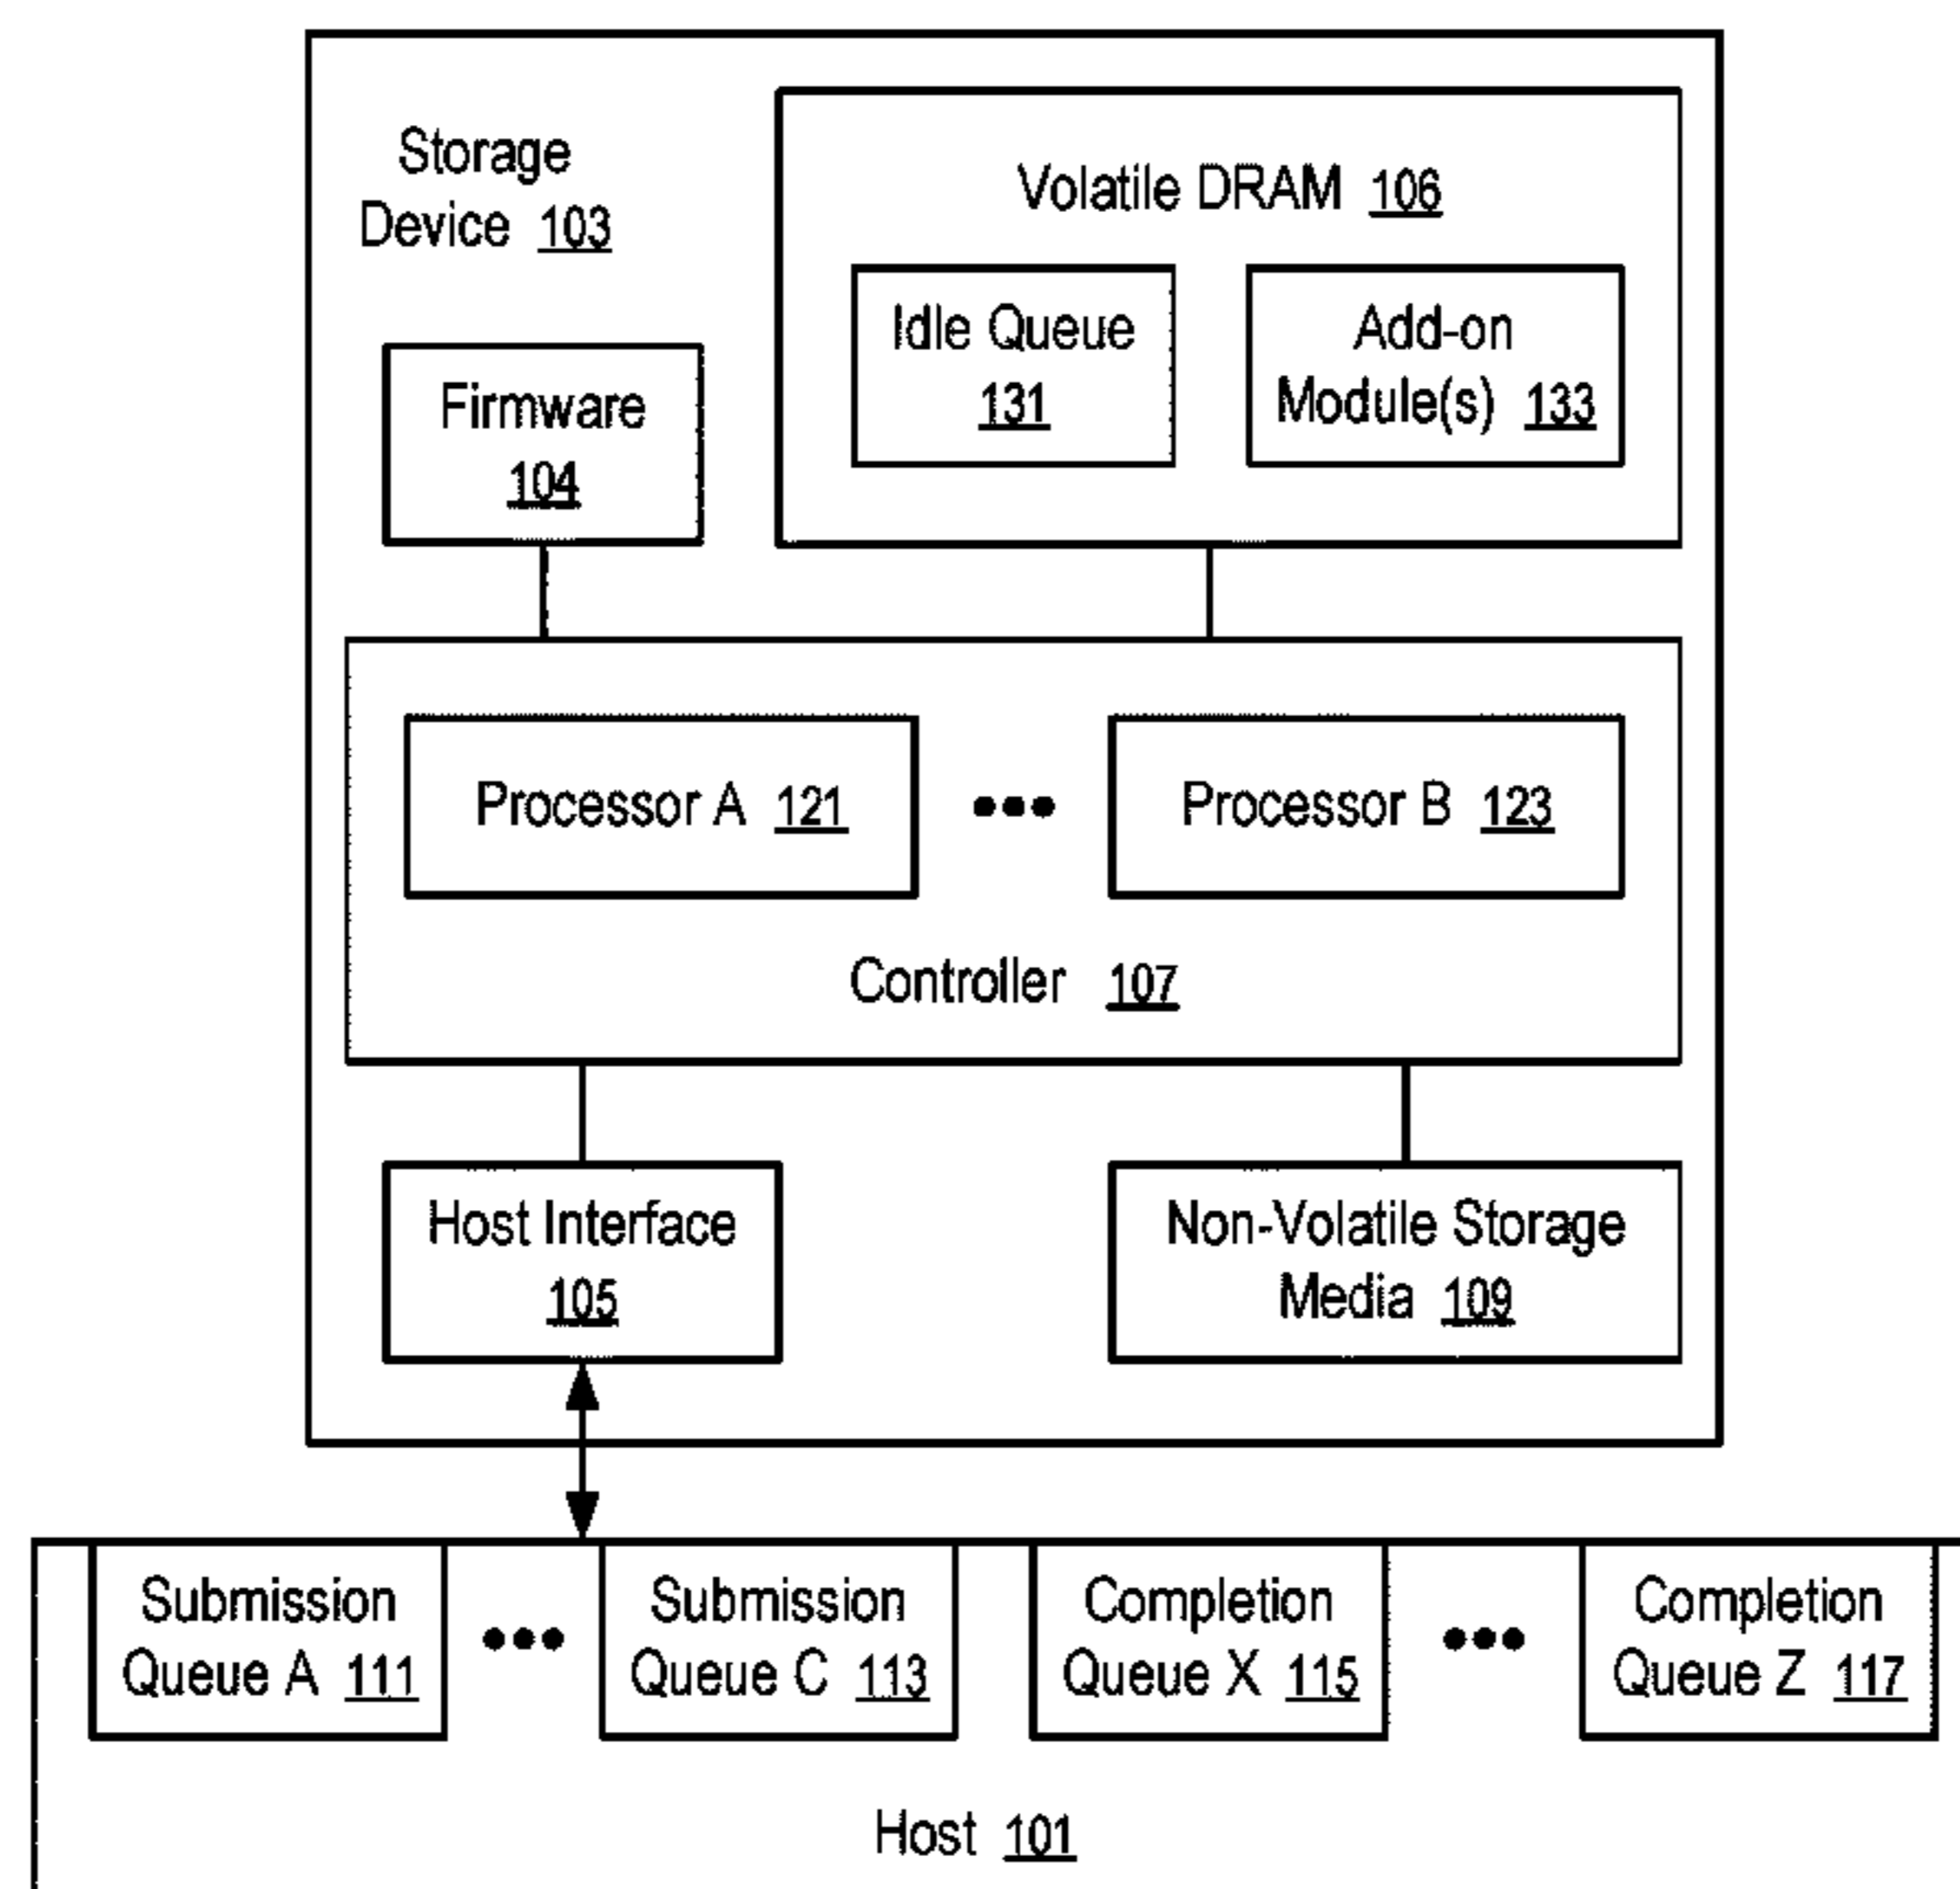 Storage
Device 103
Volatile DRAM 106
Idle Queue
131
Add-on
Module(s) 133
Firmware
104
Processor A 121
•••
Processor B 123
Controller 107
Host Interface
105
Non-Volatile Storage
Media 109
Submission
Queue A 111
•••
Submission
Queue C 113
Completion
Queue X 115
•••
Completion
Queue Z 117
Host 101